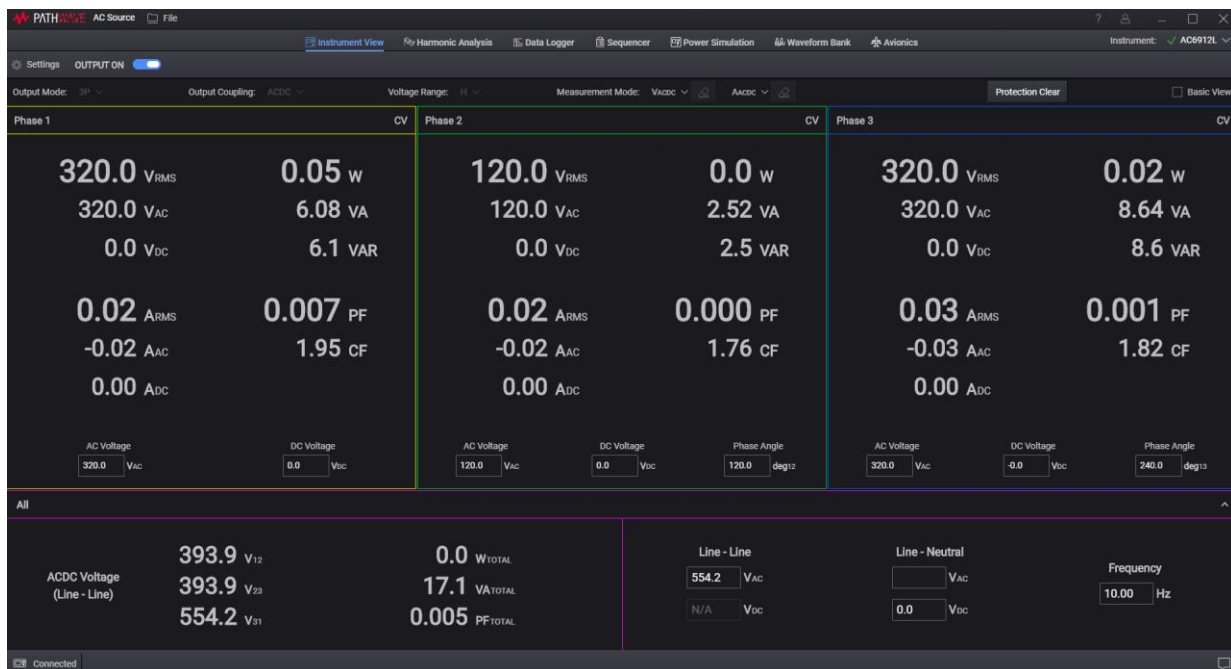 PATHWAVE AC Source File ?
Instrument View Harmonic Analysis Data Logger Sequencer Power Simulation Waveform Bank Avionics Instrument: AC6912L
Settings OUTPUT ON
Output Mode: 3P Output Coupling: ACDC Voltage Range: H Measurement Mode: VACDC AACDC Protection Clear Basic View
Phase 1 CV Phase 2 CV Phase 3 CV
320.0 VRMS 0.05 W 120.0 VRMS 0.0 W 320.0 VRMS 0.02 W
320.0 VAC 6.08 VA 120.0 VAC 2.52 VA 320.0 VAC 8.64 VA
0.0 VDC 6.1 VAR 0.0 VDC 2.5 VAR 0.0 VDC 8.6 VAR
0.02 ARMS 0.007 PF 0.02 ARMS 0.000 PF 0.03 ARMS 0.001 PF
-0.02 AAC 1.95 CF -0.02 AAC 1.76 CF -0.03 AAC 1.82 CF
0.00 ADC 0.00 ADC 0.00 ADC
AC Voltage DC Voltage AC Voltage DC Voltage Phase Angle AC Voltage DC Voltage Phase Angle
320.0 VAC 0.0 VDC 120.0 VAC 0.0 VDC 120.0 deg12 320.0 VAC -0.0 VDC 240.0 deg13
All
393.9 V12 0.0 WTOTAL Line - Line Line - Neutral Frequency
ACDC Voltage (Line - Line) 393.9 V23 17.1 VATOTAL 554.2 VAC VAC 10.00 Hz
554.2 V31 0.005 PFTOTAL N/A VDC 0.0 VDC
Connected